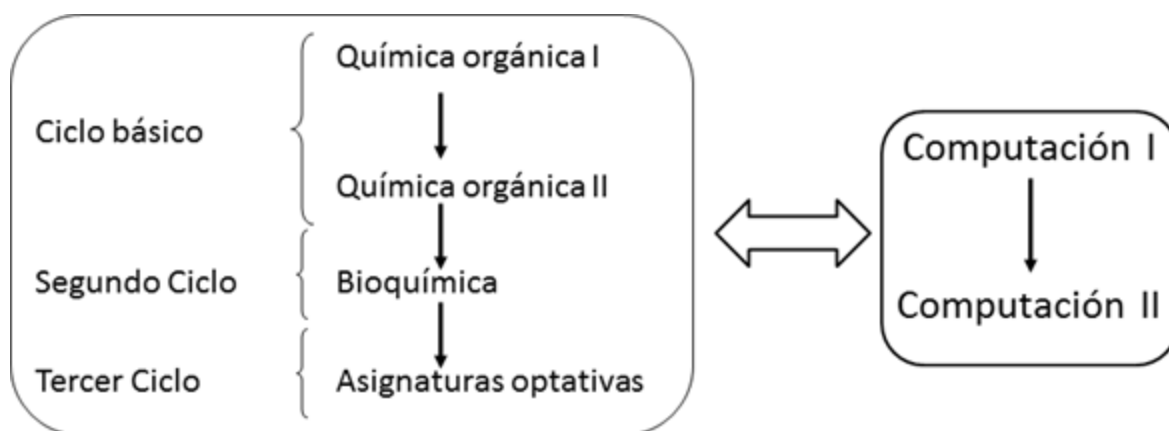 Química orgánica I
Ciclo básico
Química orgánica II
Segundo Ciclo
Bioquímica
Tercer Ciclo
Asignaturas optativas
Computación I
Computación II